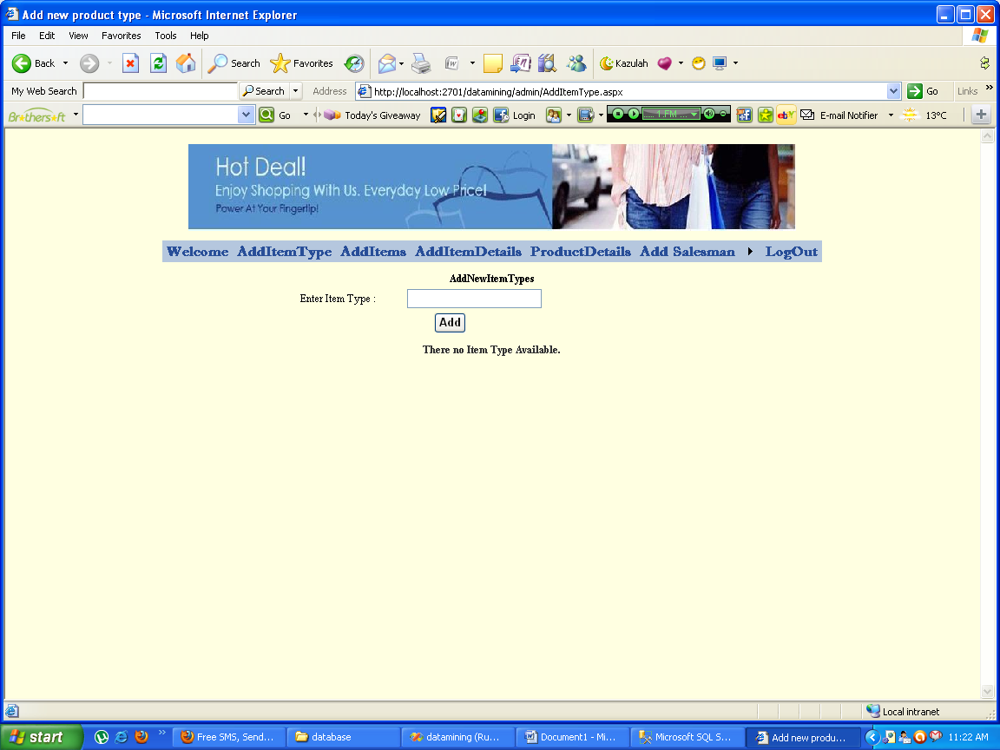 Add new product type - Microsoft Internet Explorer
File Edit View Favorites Tools Help
Back Search Favorites Kazulah
My Web Search Search Address http://localhost:2701/datamining/admin/AddItemType.aspx Go Links »
Brothersoft Go Today's Giveaway Login 1.FM ebY E-mail Notifier 13°C
Hot Deal!
Enjoy Shopping With Us. Everyday Low Price!
Power At Your Fingertip!
Welcome AddItemType AddItems AddItemDetails ProductDetails Add Salesman LogOut
AddNewItemTypes
Enter Item Type :
Add
There no Item Type Available.
Local intranet
start » Free SMS, Send... database datamining (Ru... Document1 - Mi... Microsoft SQL S... Add new produ... 11:22 AM